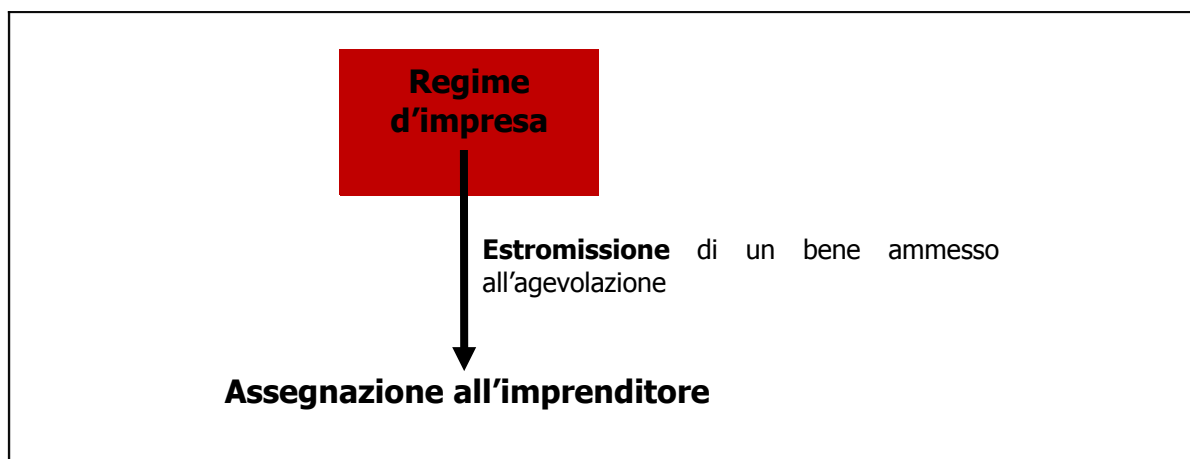 Regime
d’impresa
Estromissione di un bene ammesso
all’agevolazione
Assegnazione all’imprenditore